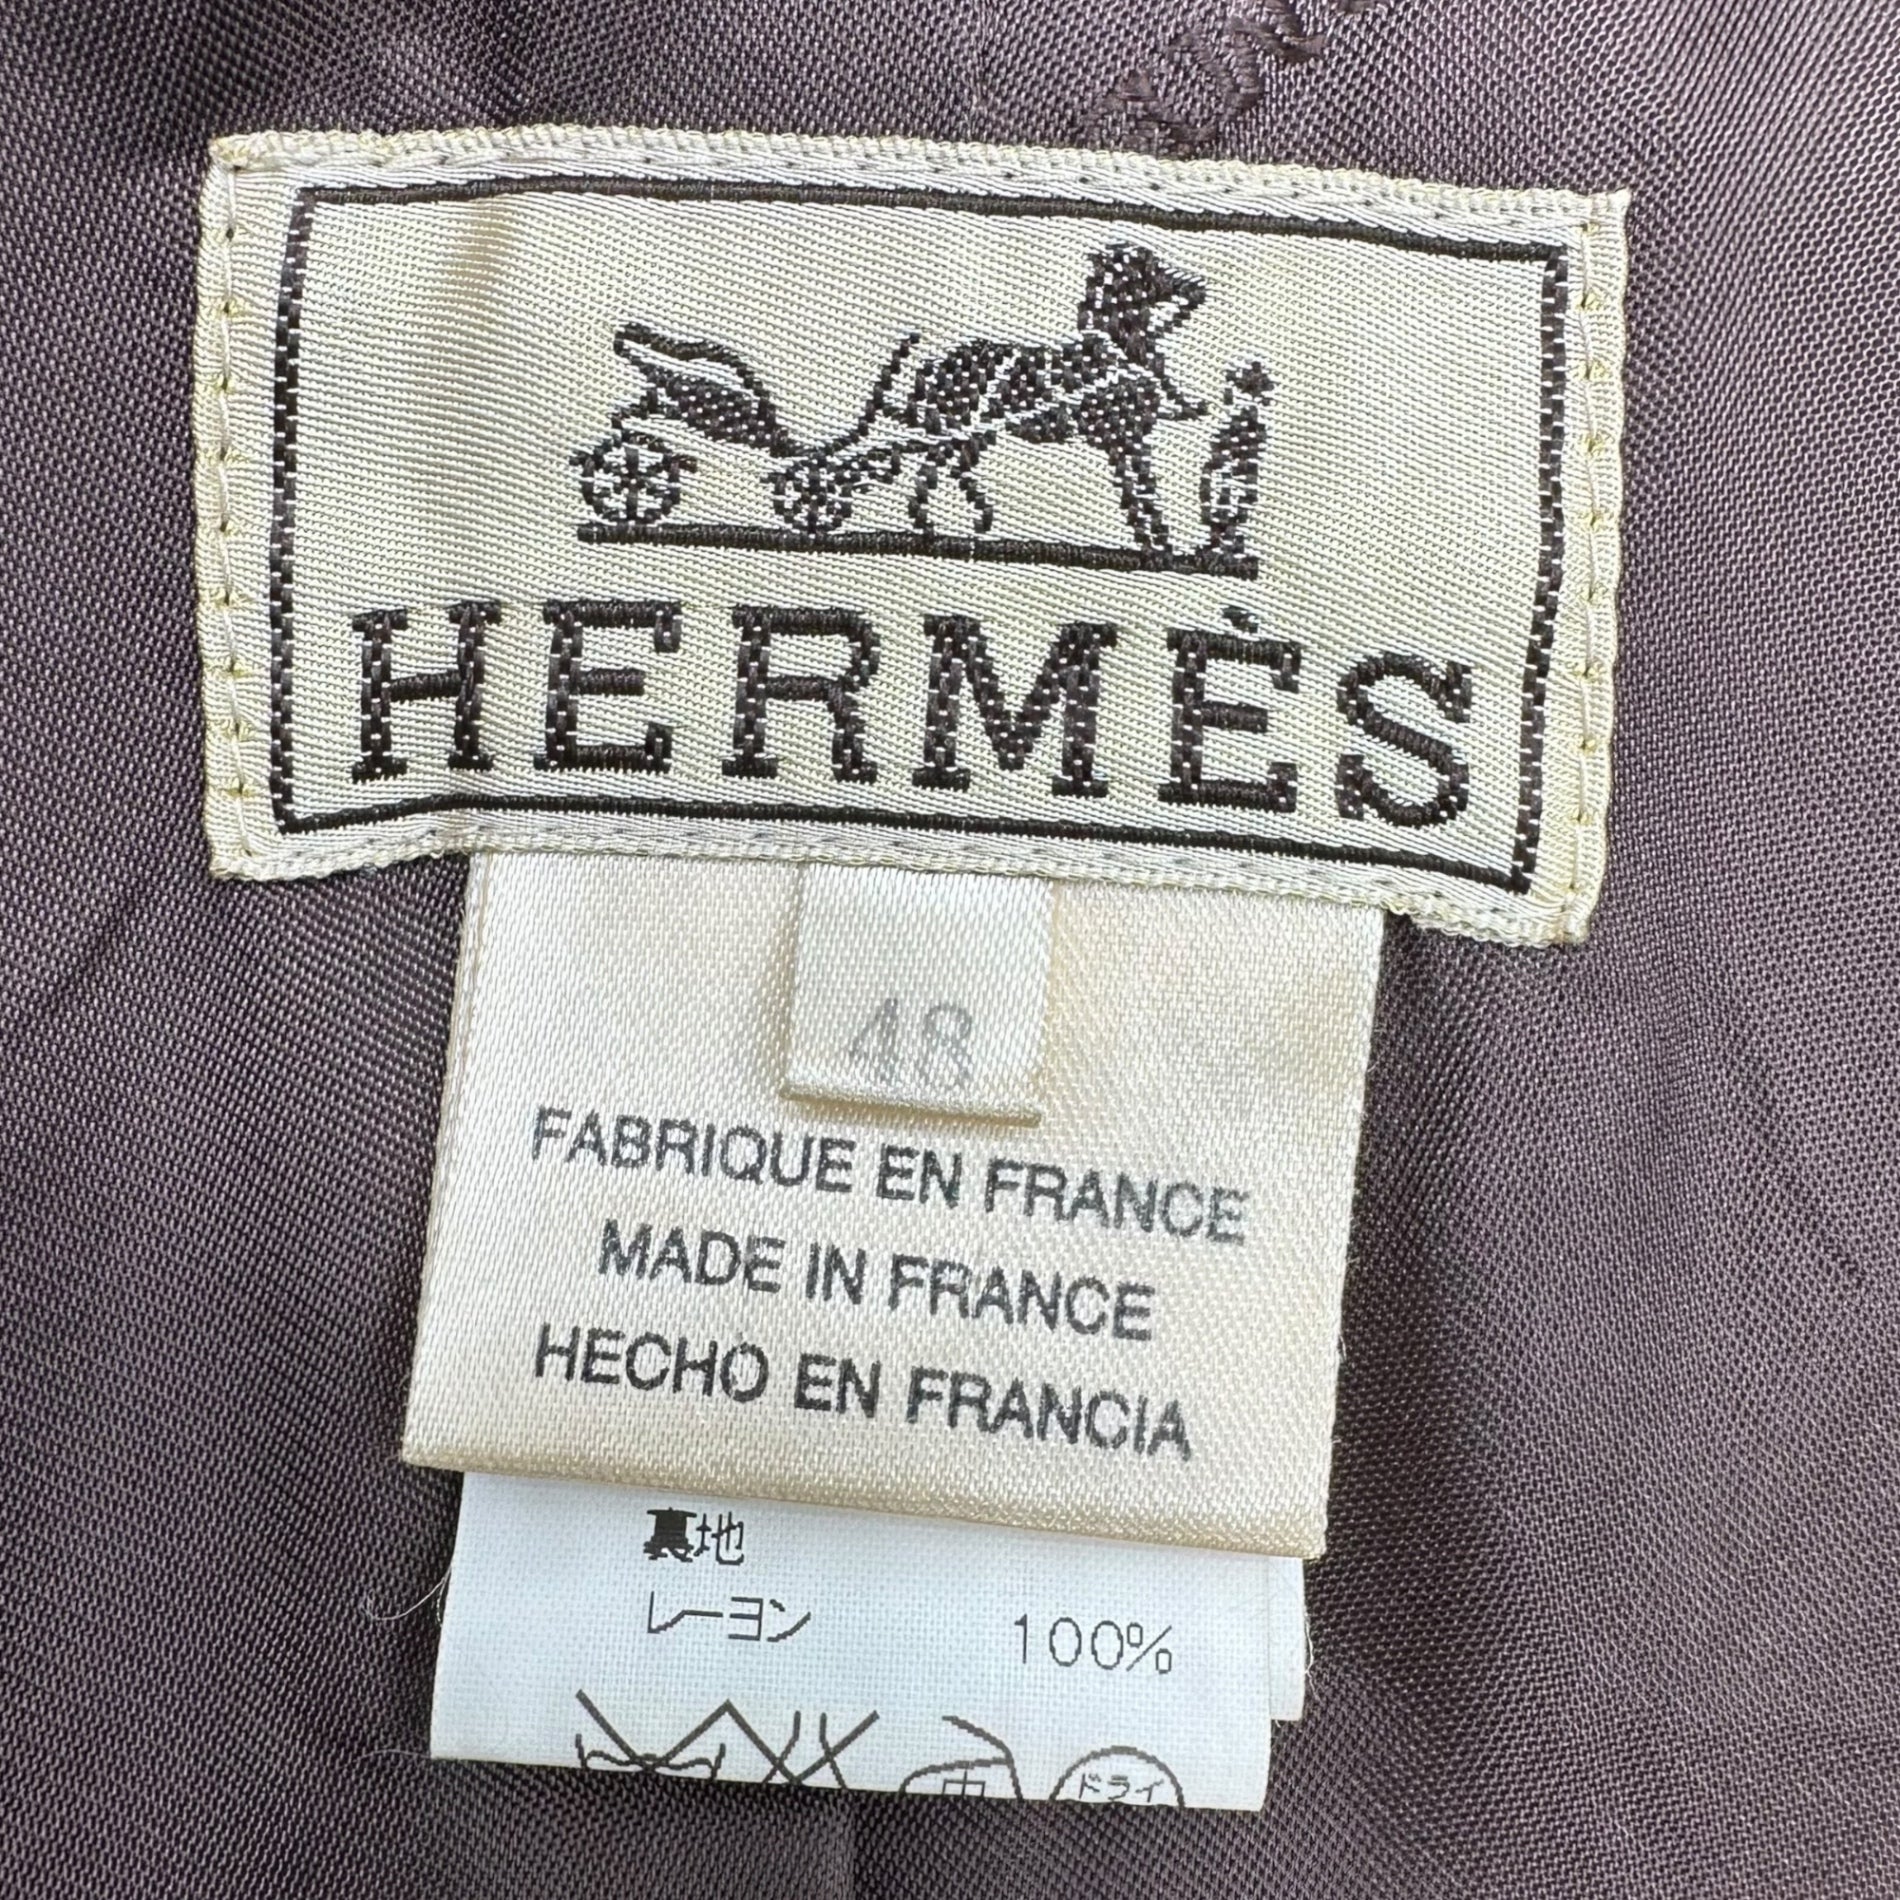 HERMÈS
48
FABRIQUE EN FRANCE
MADE IN FRANCE
HECHO EN FRANCIA
裏地
レーヨン 100%
中 ドライ